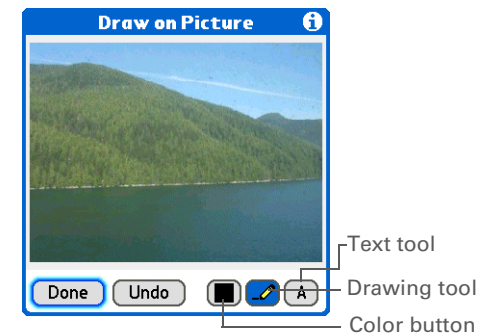 Draw on Picture i
Text tool
Done Undo A
Drawing tool
Color button